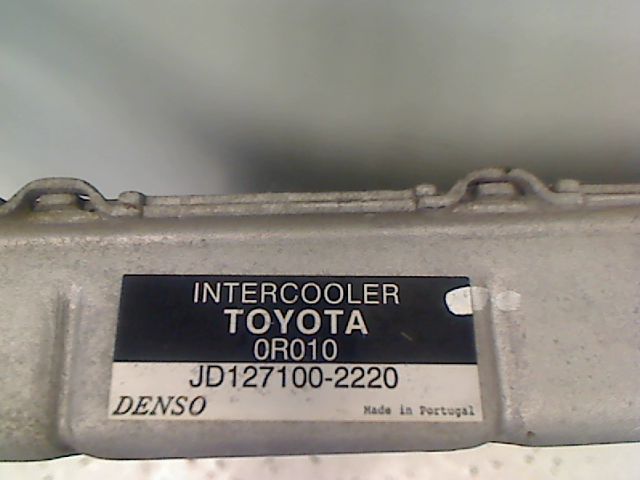 INTERCOOLER
TOYOTA
0R010
JD127100-2220
DENSO Made in Portugal